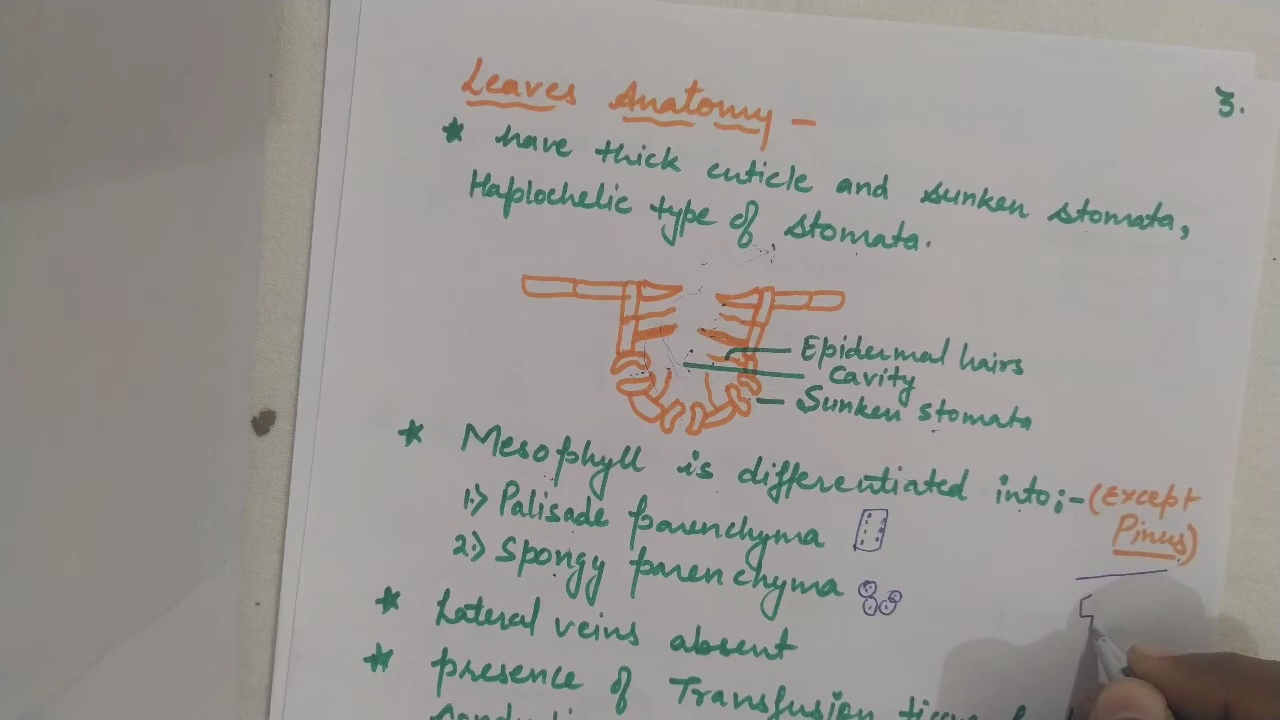 3.
Leaves Anatomy -
* have thick cuticle and sunken stomata,
Haplochelic type of stomata.
Epidermal hairs
Cavity
Sunken stomata
* Mesophyll is differentiated into;- (Except
Pinus)
1.> Palisade parenchyma
2.> Spongy parenchyma
* Lateral veins absent
* presence of Transfusion